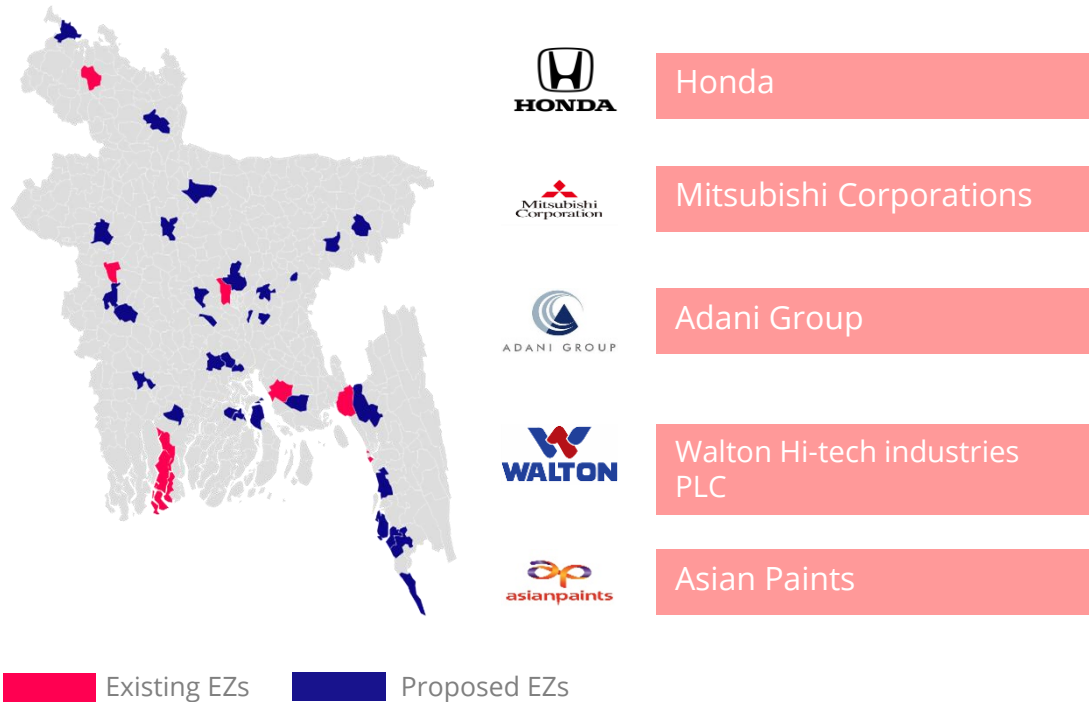 HONDA
Honda
Mitsubishi
Corporation
Mitsubishi Corporations
ADANI GROUP
Adani Group
WALTON
Walton Hi-tech industries
PLC
asianpaints
Asian Paints
Existing EZs
Proposed EZs